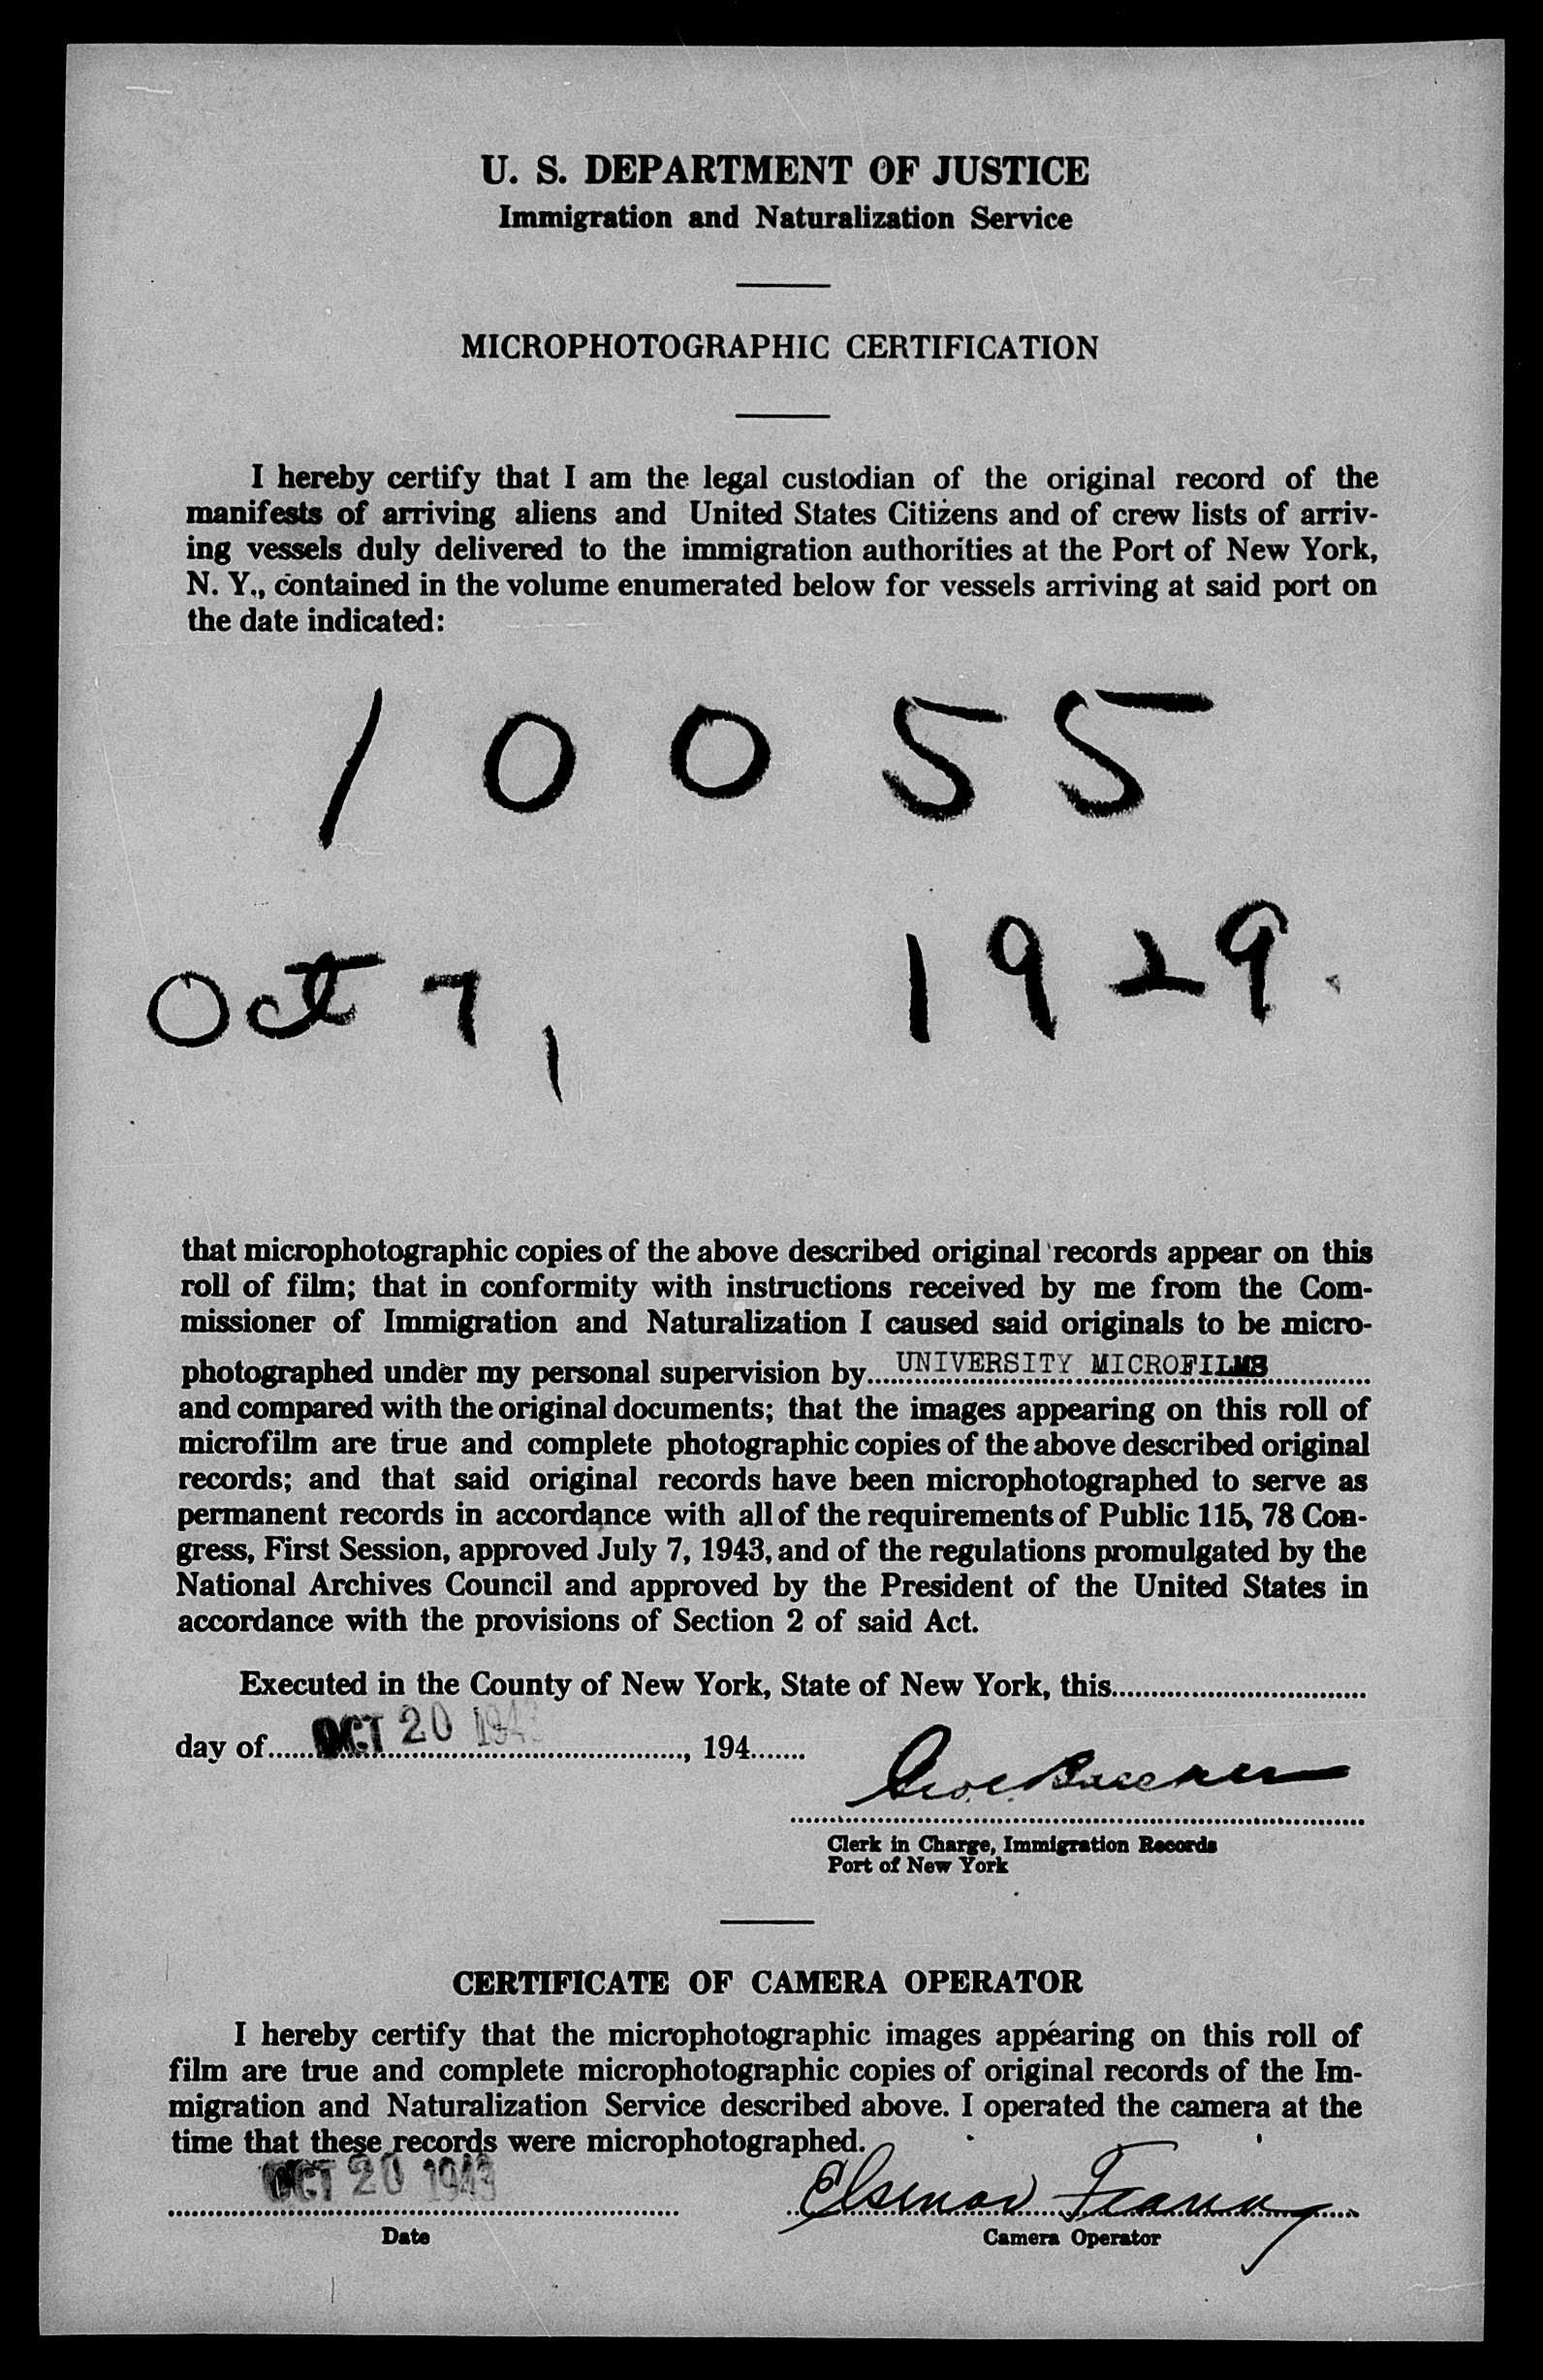 U. S. DEPARTMENT OF JUSTICE
Immigration and Naturalization Service
MICROPHOTOGRAPHIC CERTIFICATION
I hereby certify that I am the legal custodian of the original record of the
manifests of arriving aliens and United States Citizens and of crew lists of arriv-
ing vessels duly delivered to the immigration authorities at the Port of New York,
N. Y., contained in the volume enumerated below for vessels arriving at said port on
the date indicated:
10055
Oct 7, 1929.
that microphotographic copies of the above described original records appear on this
roll of film; that in conformity with instructions received by me from the Com-
missioner of Immigration and Naturalization I caused said originals to be micro-
photographed under my personal supervision by UNIVERSITY MICROFILMS
and compared with the original documents; that the images appearing on this roll of
microfilm are true and complete photographic copies of the above described original
records; and that said original records have been microphotographed to serve as
permanent records in accordance with all of the requirements of Public 115, 78 Con-
gress, First Session, approved July 7, 1943, and of the regulations promulgated by the
National Archives Council and approved by the President of the United States in
accordance with the provisions of Section 2 of said Act.
Executed in the County of New York, State of New York, this
day of OCT 20 1943, 194
Clerk in Charge, Immigration Records
Port of New York
CERTIFICATE OF CAMERA OPERATOR
I hereby certify that the microphotographic images appearing on this roll of
film are true and complete microphotographic copies of original records of the Im-
migration and Naturalization Service described above. I operated the camera at the
time that these records were microphotographed.
OCT 20 1943
Date
Camera Operator